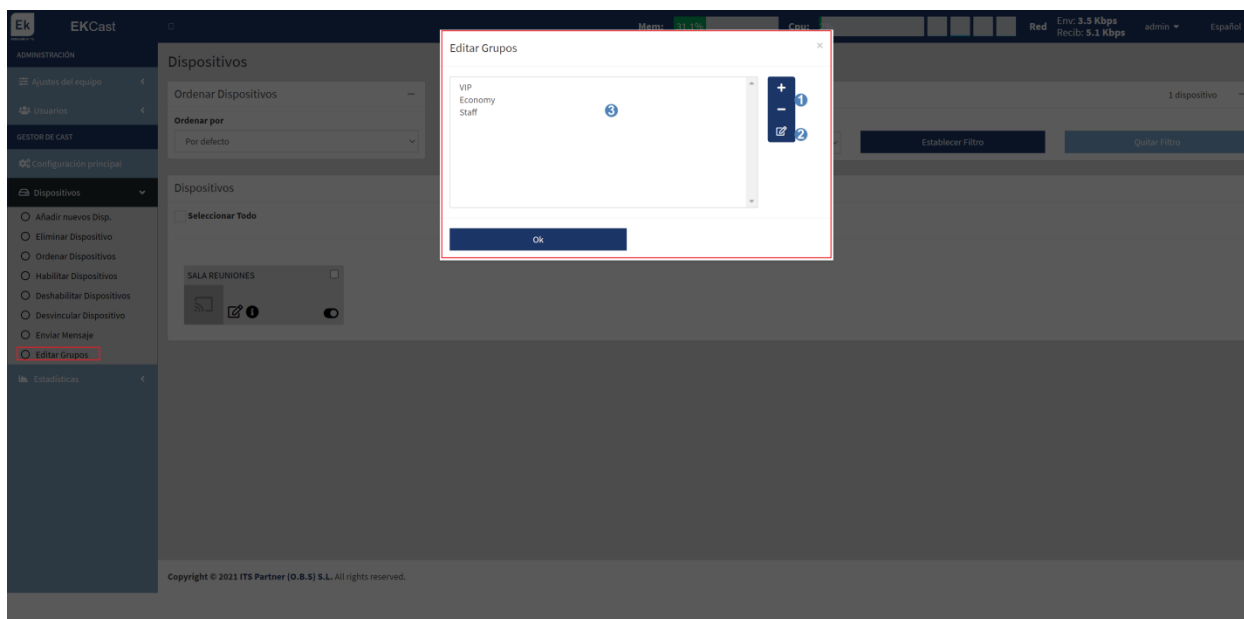 Ek EKCast
Mem: 31.1% Cpu:
Red
Env: 3.5 Kbps
Recib: 5.1 Kbps
admin
Español
ADMINISTRACIÓN
Ajustes del equipo
Usuarios
GESTOR DE CAST
Configuración principal
Dispositivos
Añadir nuevos Disp.
Eliminar Dispositivo
Ordenar Dispositivos
Habilitar Dispositivos
Deshabilitar Dispositivos
Desvincular Dispositivo
Enviar Mensaje
Editar Grupos
Estadísticas
Dispositivos
Ordenar Dispositivos
Ordenar por
Por defecto
1 dispositivo
Establecer Filtro
Quitar Filtro
Dispositivos
Seleccionar Todo
SALA REUNIONES
Editar Grupos
×
VIP
Economy
Staff
3
1
2
Ok
Copyright © 2021 ITS Partner (O.B.S) S.L. All rights reserved.